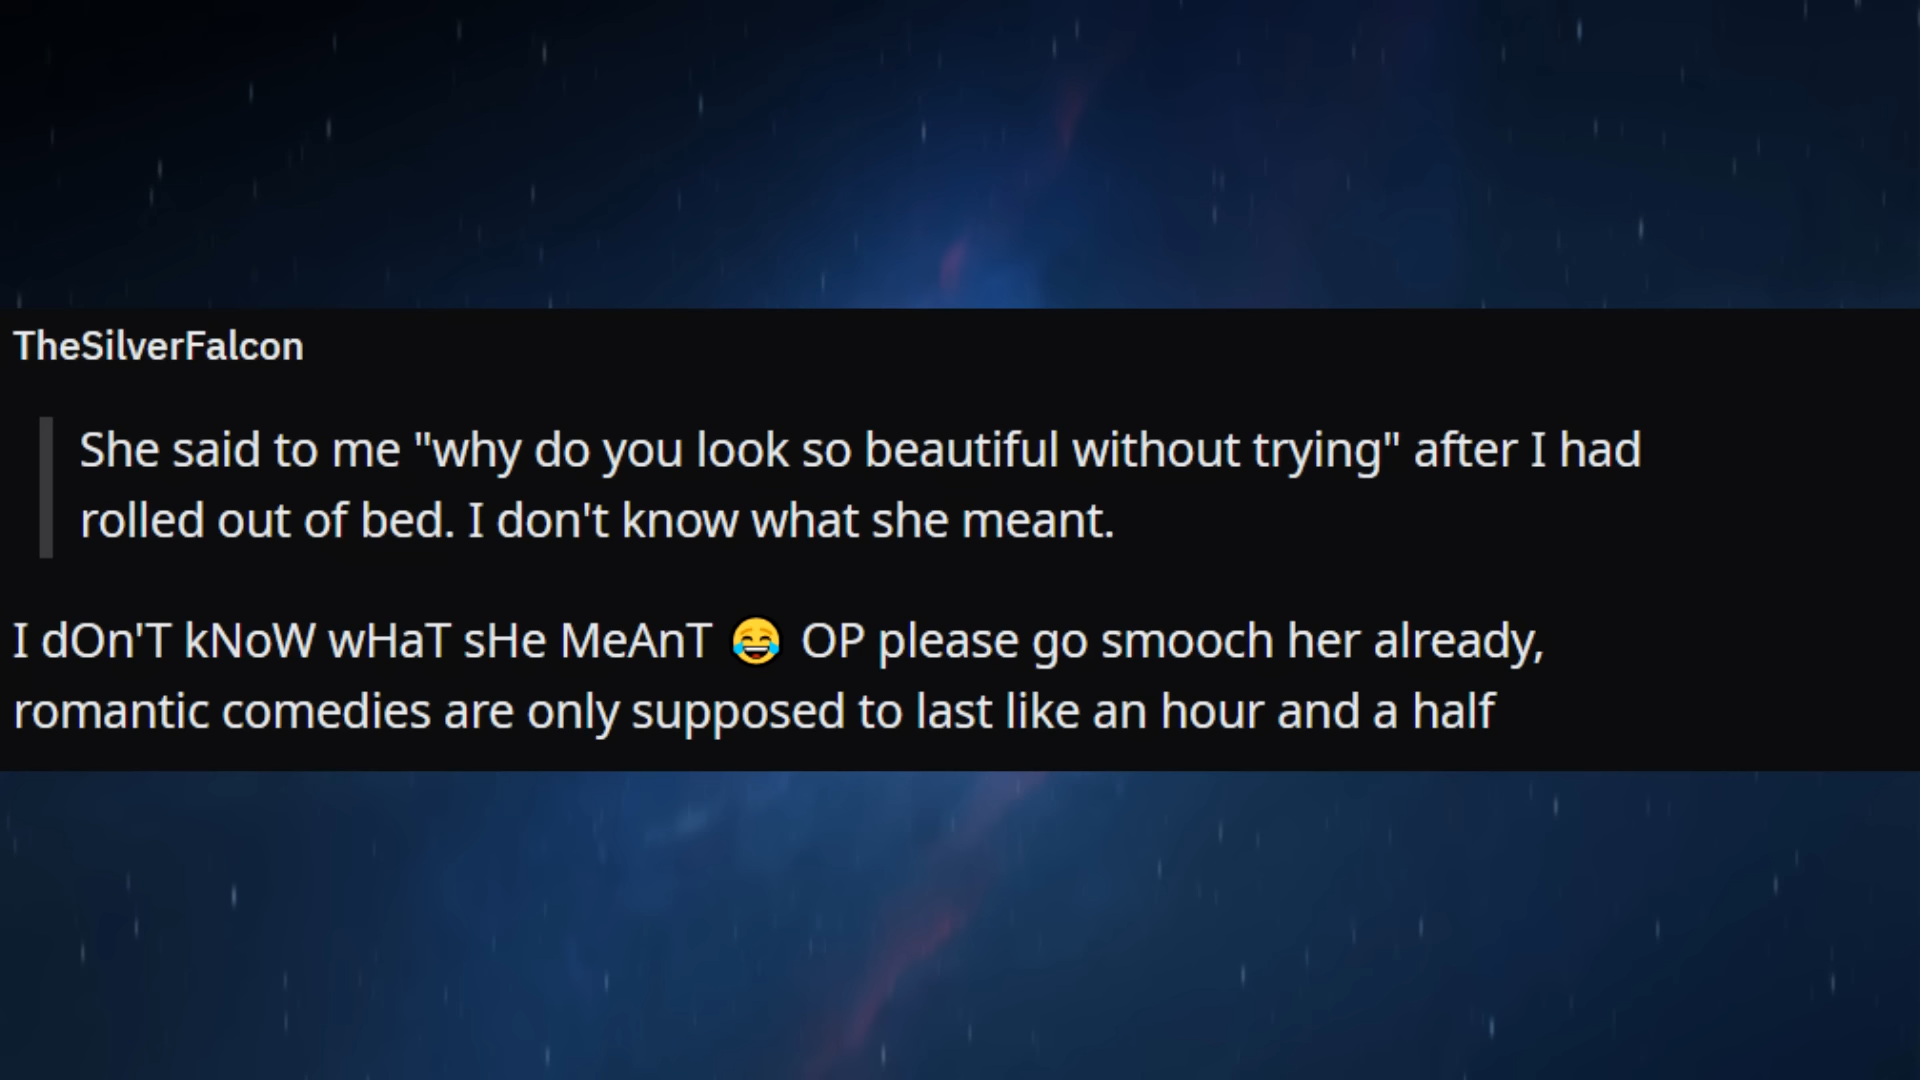 TheSilverFalcon
She said to me "why do you look so beautiful without trying" after I had
rolled out of bed. I don't know what she meant.
I dOn'T kNoW wHaT sHe MeAnT 😂 OP please go smooch her already,
romantic comedies are only supposed to last like an hour and a half